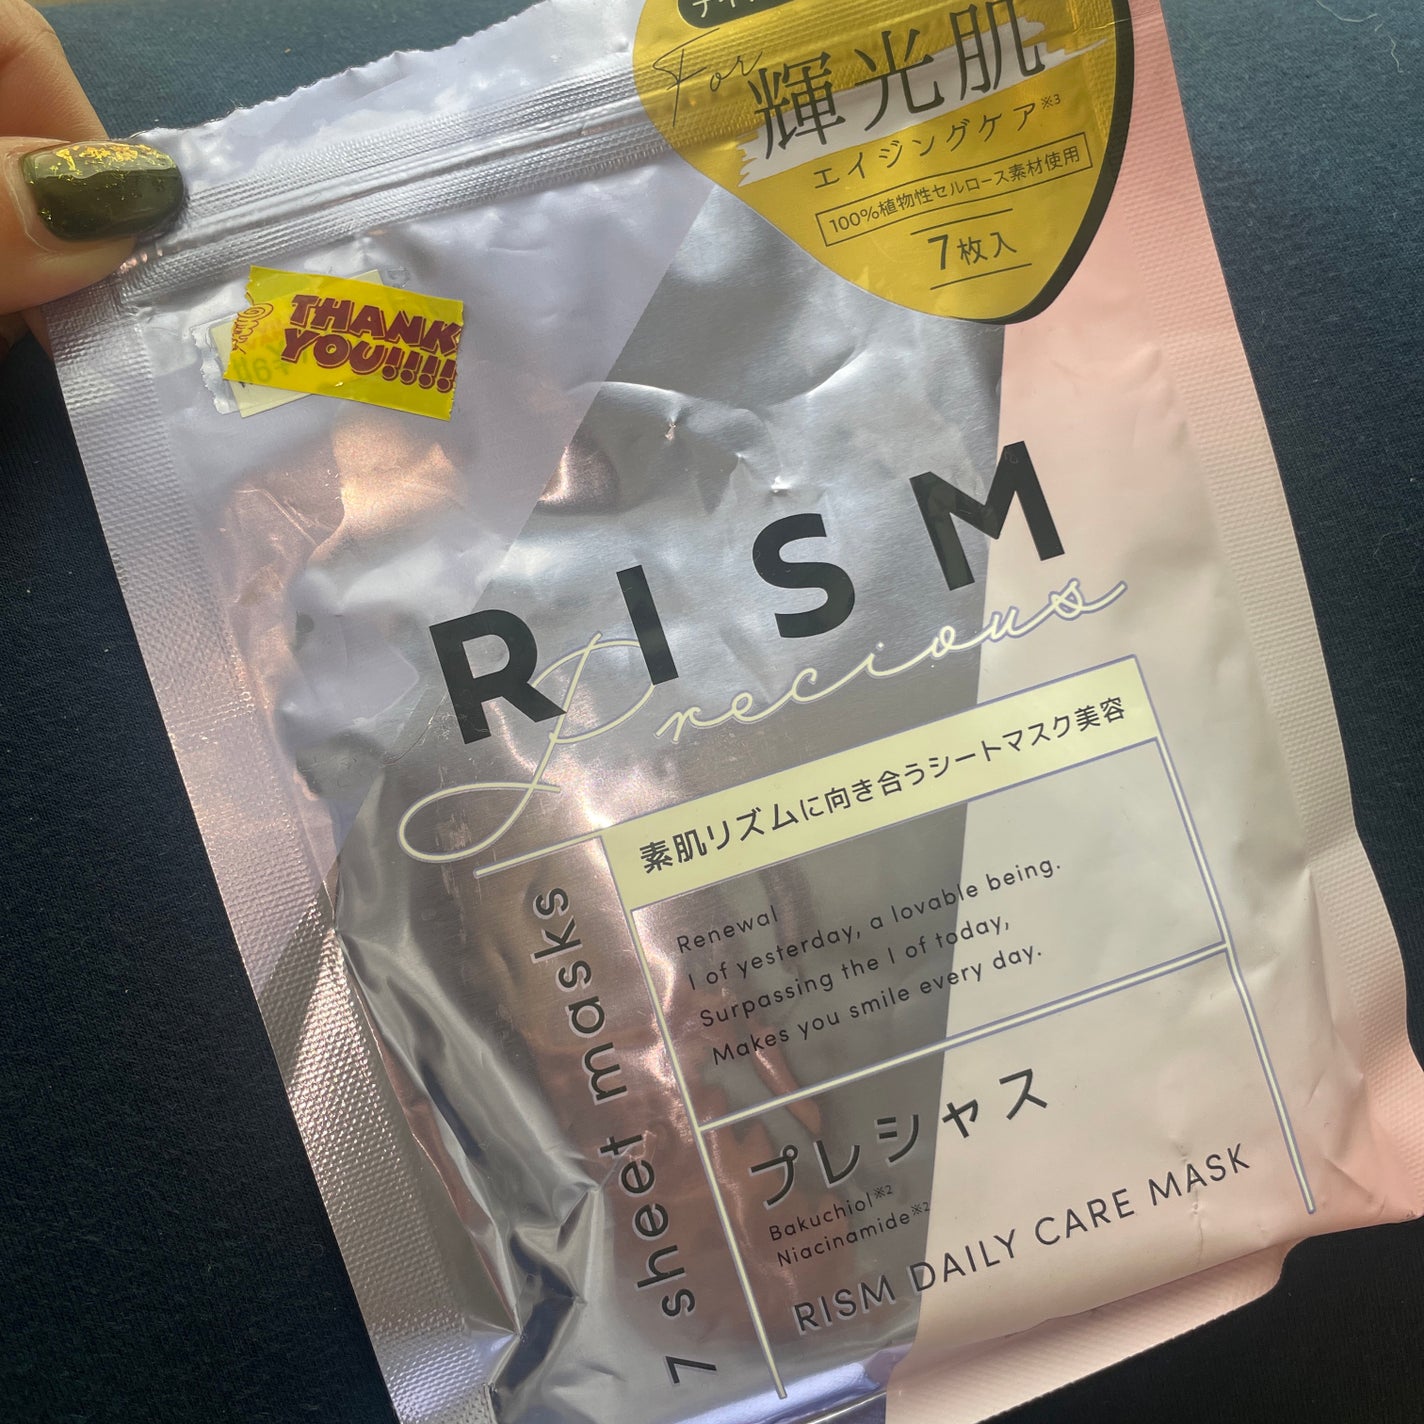 For
輝光肌
エイジングケア※3
100%植物性セルロース素材使用
7枚入
THANK
YOU!!!!
RISM
Precious
素肌リズムに向き合うシートマスク美容
Renewal
I of yesterday, a lovable being.
Surpassing the I of today,
Makes you smile every day.
7 sheet masks
プレシャス
Bakuchiol※2
Niacinamide※2
RISM DAILY CARE MASK